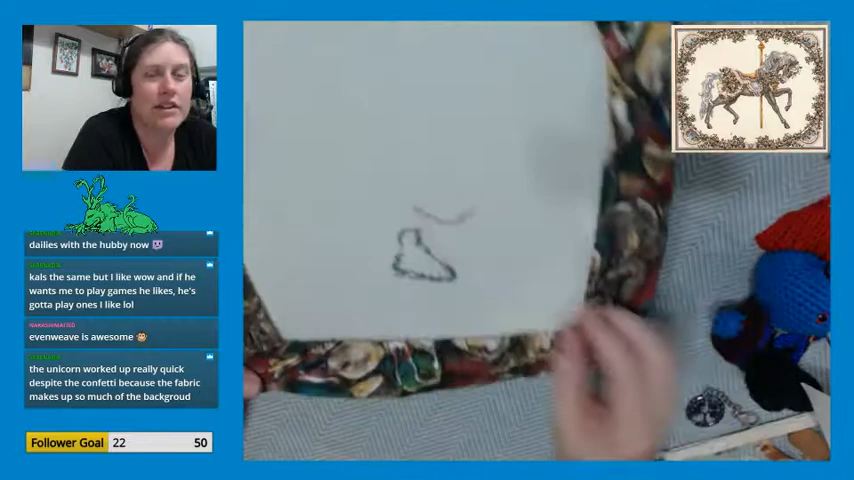 dailies with the hubby now
kals the same but I like wow and if he
wants me to play games he likes, he's
gotta play ones I like lol
NAKASHIMATTED
evenweave is awesome
the unicorn worked up really quick
despite the confetti because the fabric
makes up so much of the backgroud
Follower Goal 22 50